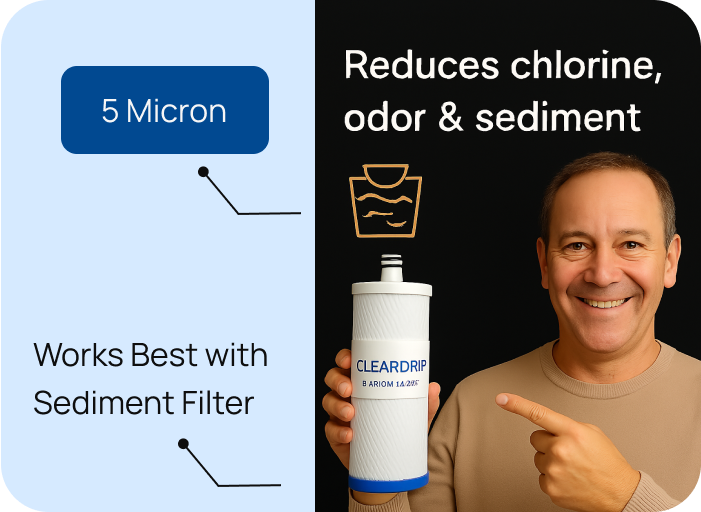 5 Micron
Works Best with
Sediment Filter
Reduces chlorine,
odor & sediment
CLEARDRIP